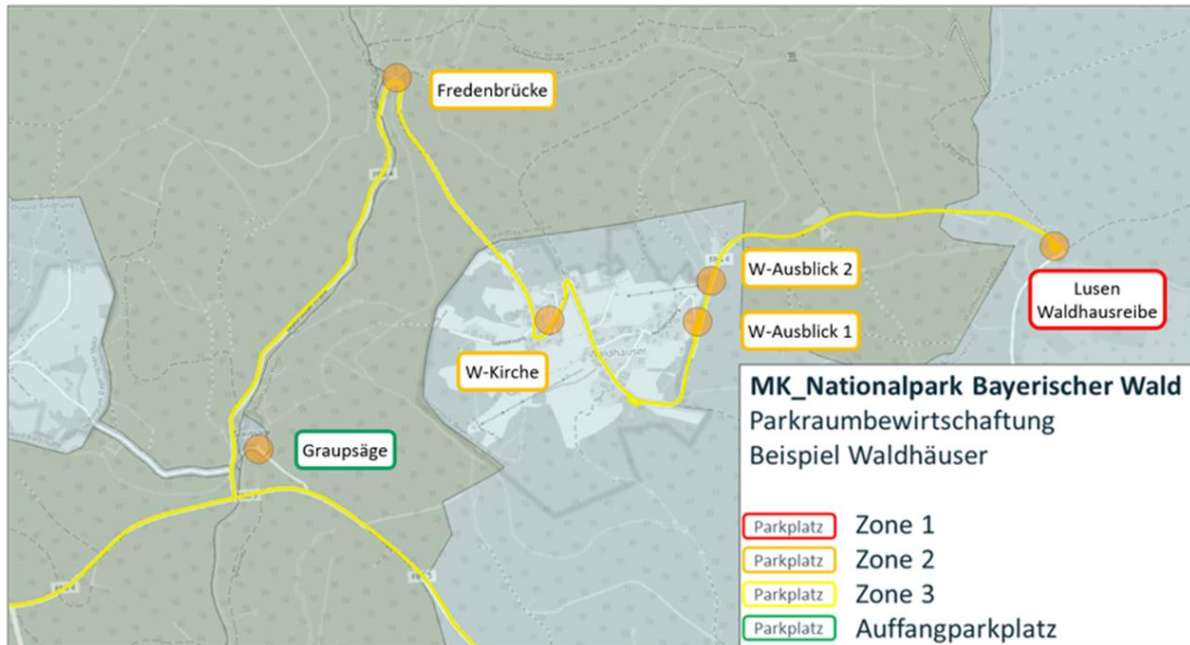 Fredenbrücke
W-Ausblick 2
Lusen
Waldhausreibe
W-Ausblick 1
W-Kirche
Waldhäuser
Graupsäge
MK_Nationalpark Bayerischer Wald
Parkraumbewirtschaftung
Beispiel Waldhäuser
Parkplatz Zone 1
Parkplatz Zone 2
Parkplatz Zone 3
Parkplatz Auffangparkplatz